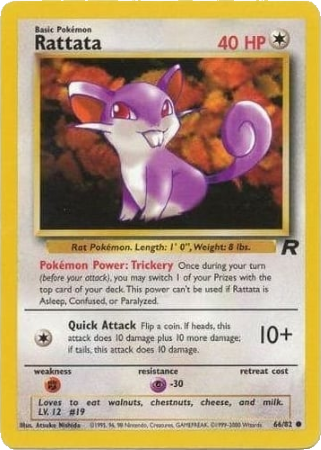 Basic Pokémon
Rattata 40 HP
Rat Pokémon. Length: 1' 0", Weight: 8 lbs.
R
Pokémon Power: Trickery Once during your turn
(before your attack), you may switch 1 of your Prizes with
the top card of your deck. This power can't be used if Rattata is
Asleep, Confused, or Paralyzed.
Quick Attack Flip a coin. If heads, this
attack does 10 damage plus 10 more damage;
if tails, this attack does 10 damage.
10+
weakness resistance retreat cost
-30
Loves to eat walnuts, chestnuts, cheese, and meal.
LV. 12 #19
Illus. Atsuko Nishida ©1995, 96, 98 Nintendo, Creatures, GAMEFREAK. ©1999-2000 Wizards. 66/82